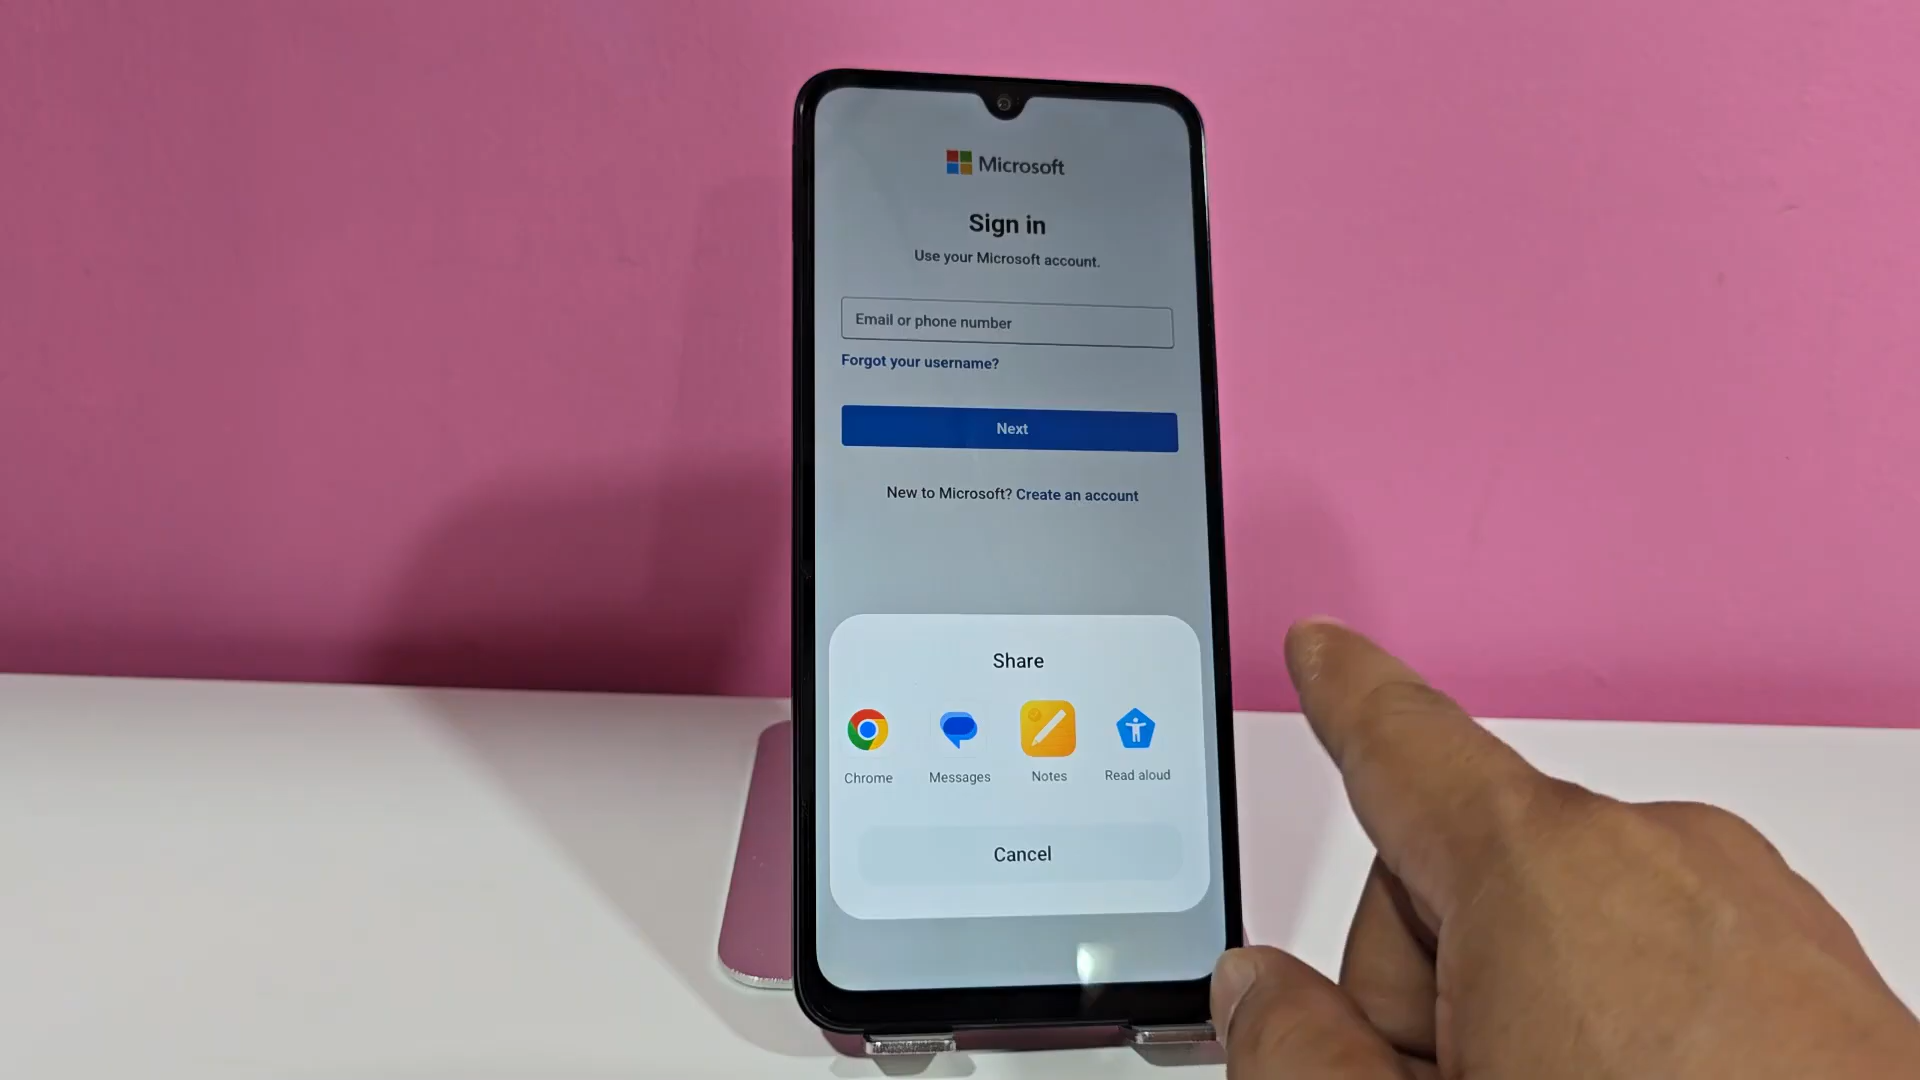 Microsoft
Sign in
Use your Microsoft account.
Email or phone number
Forgot your username?
Next
New to Microsoft? Create an account
Share
Chrome
Messages
Notes
Read aloud
Cancel